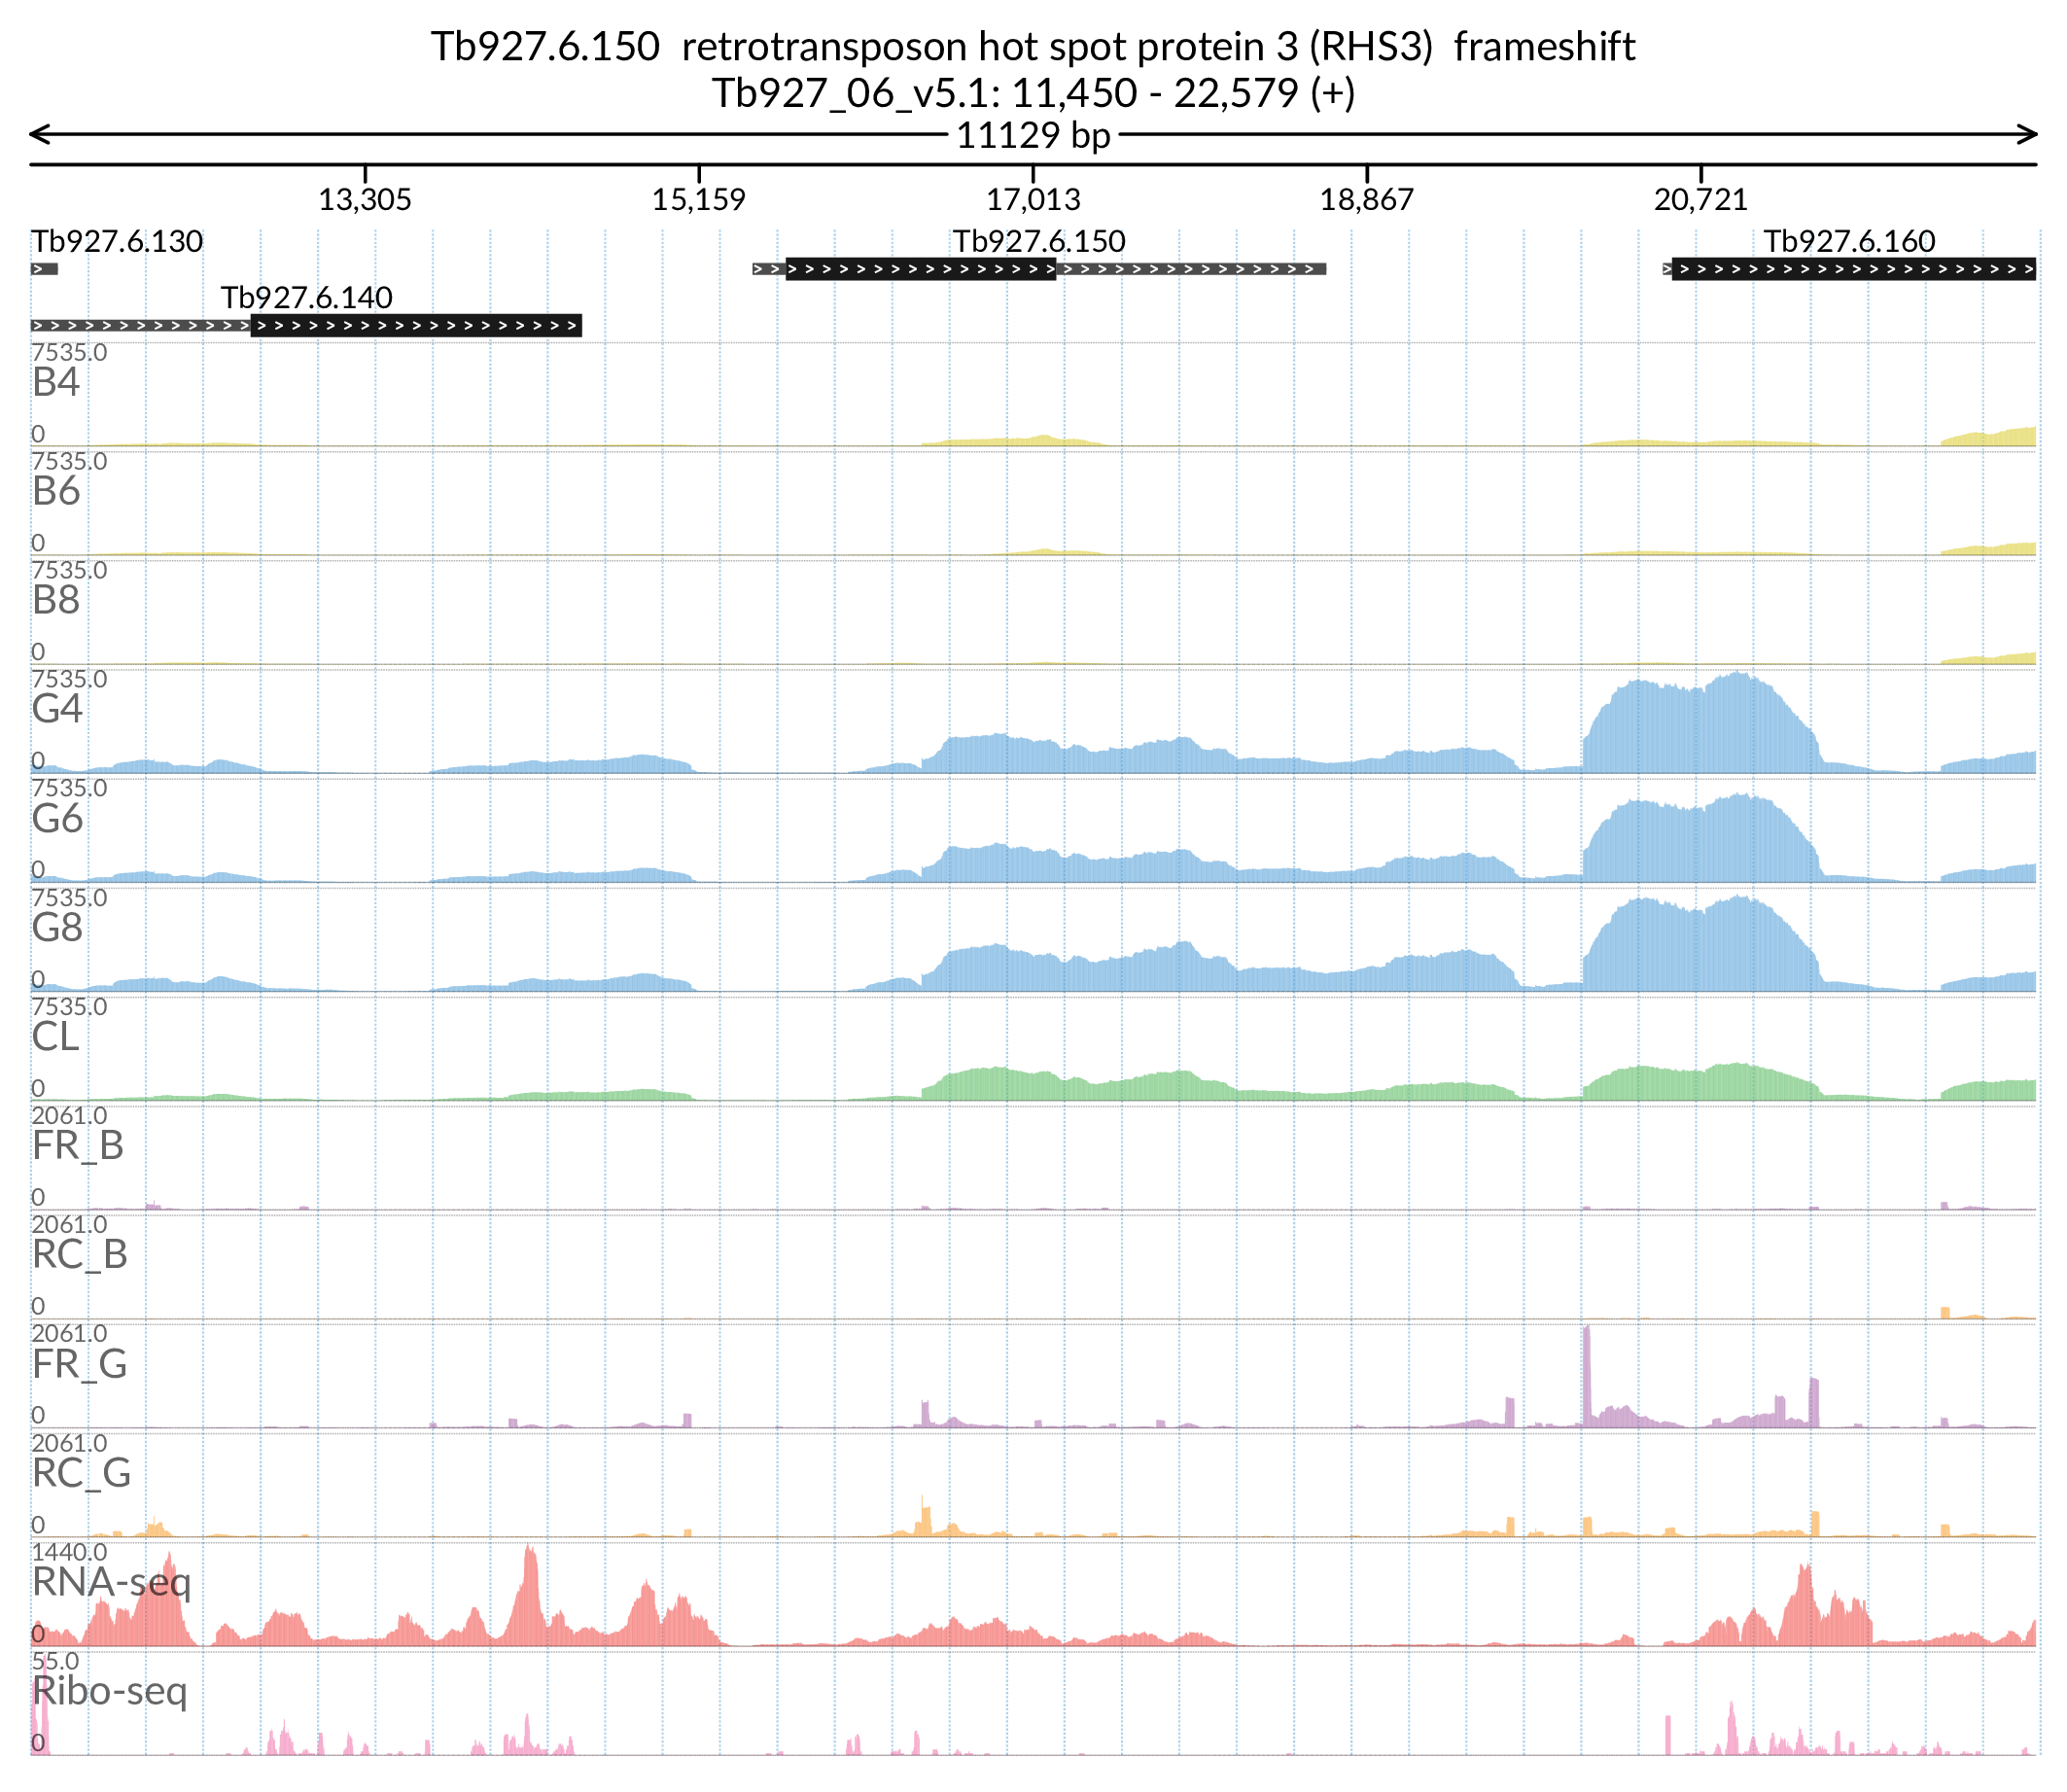 Tb927.6.150  retrotransposon hot spot protein 3 (RHS3)  frameshift
Tb927_06_v5.1: 11,450 - 22,579 (+)
11129 bp
13,305 15,159 17,013 18,867 20,721
Tb927.6.130 Tb927.6.150 Tb927.6.160
Tb927.6.140
7535.0
B4
0
7535.0
B6
0
7535.0
B8
0
7535.0
G4
0
7535.0
G6
0
7535.0
G8
0
7535.0
CL
0
2061.0
FR_B
0
2061.0
RC_B
0
2061.0
FR_G
0
2061.0
RC_G
0
1440.0
RNA-seq
0
55.0
Ribo-seq
0